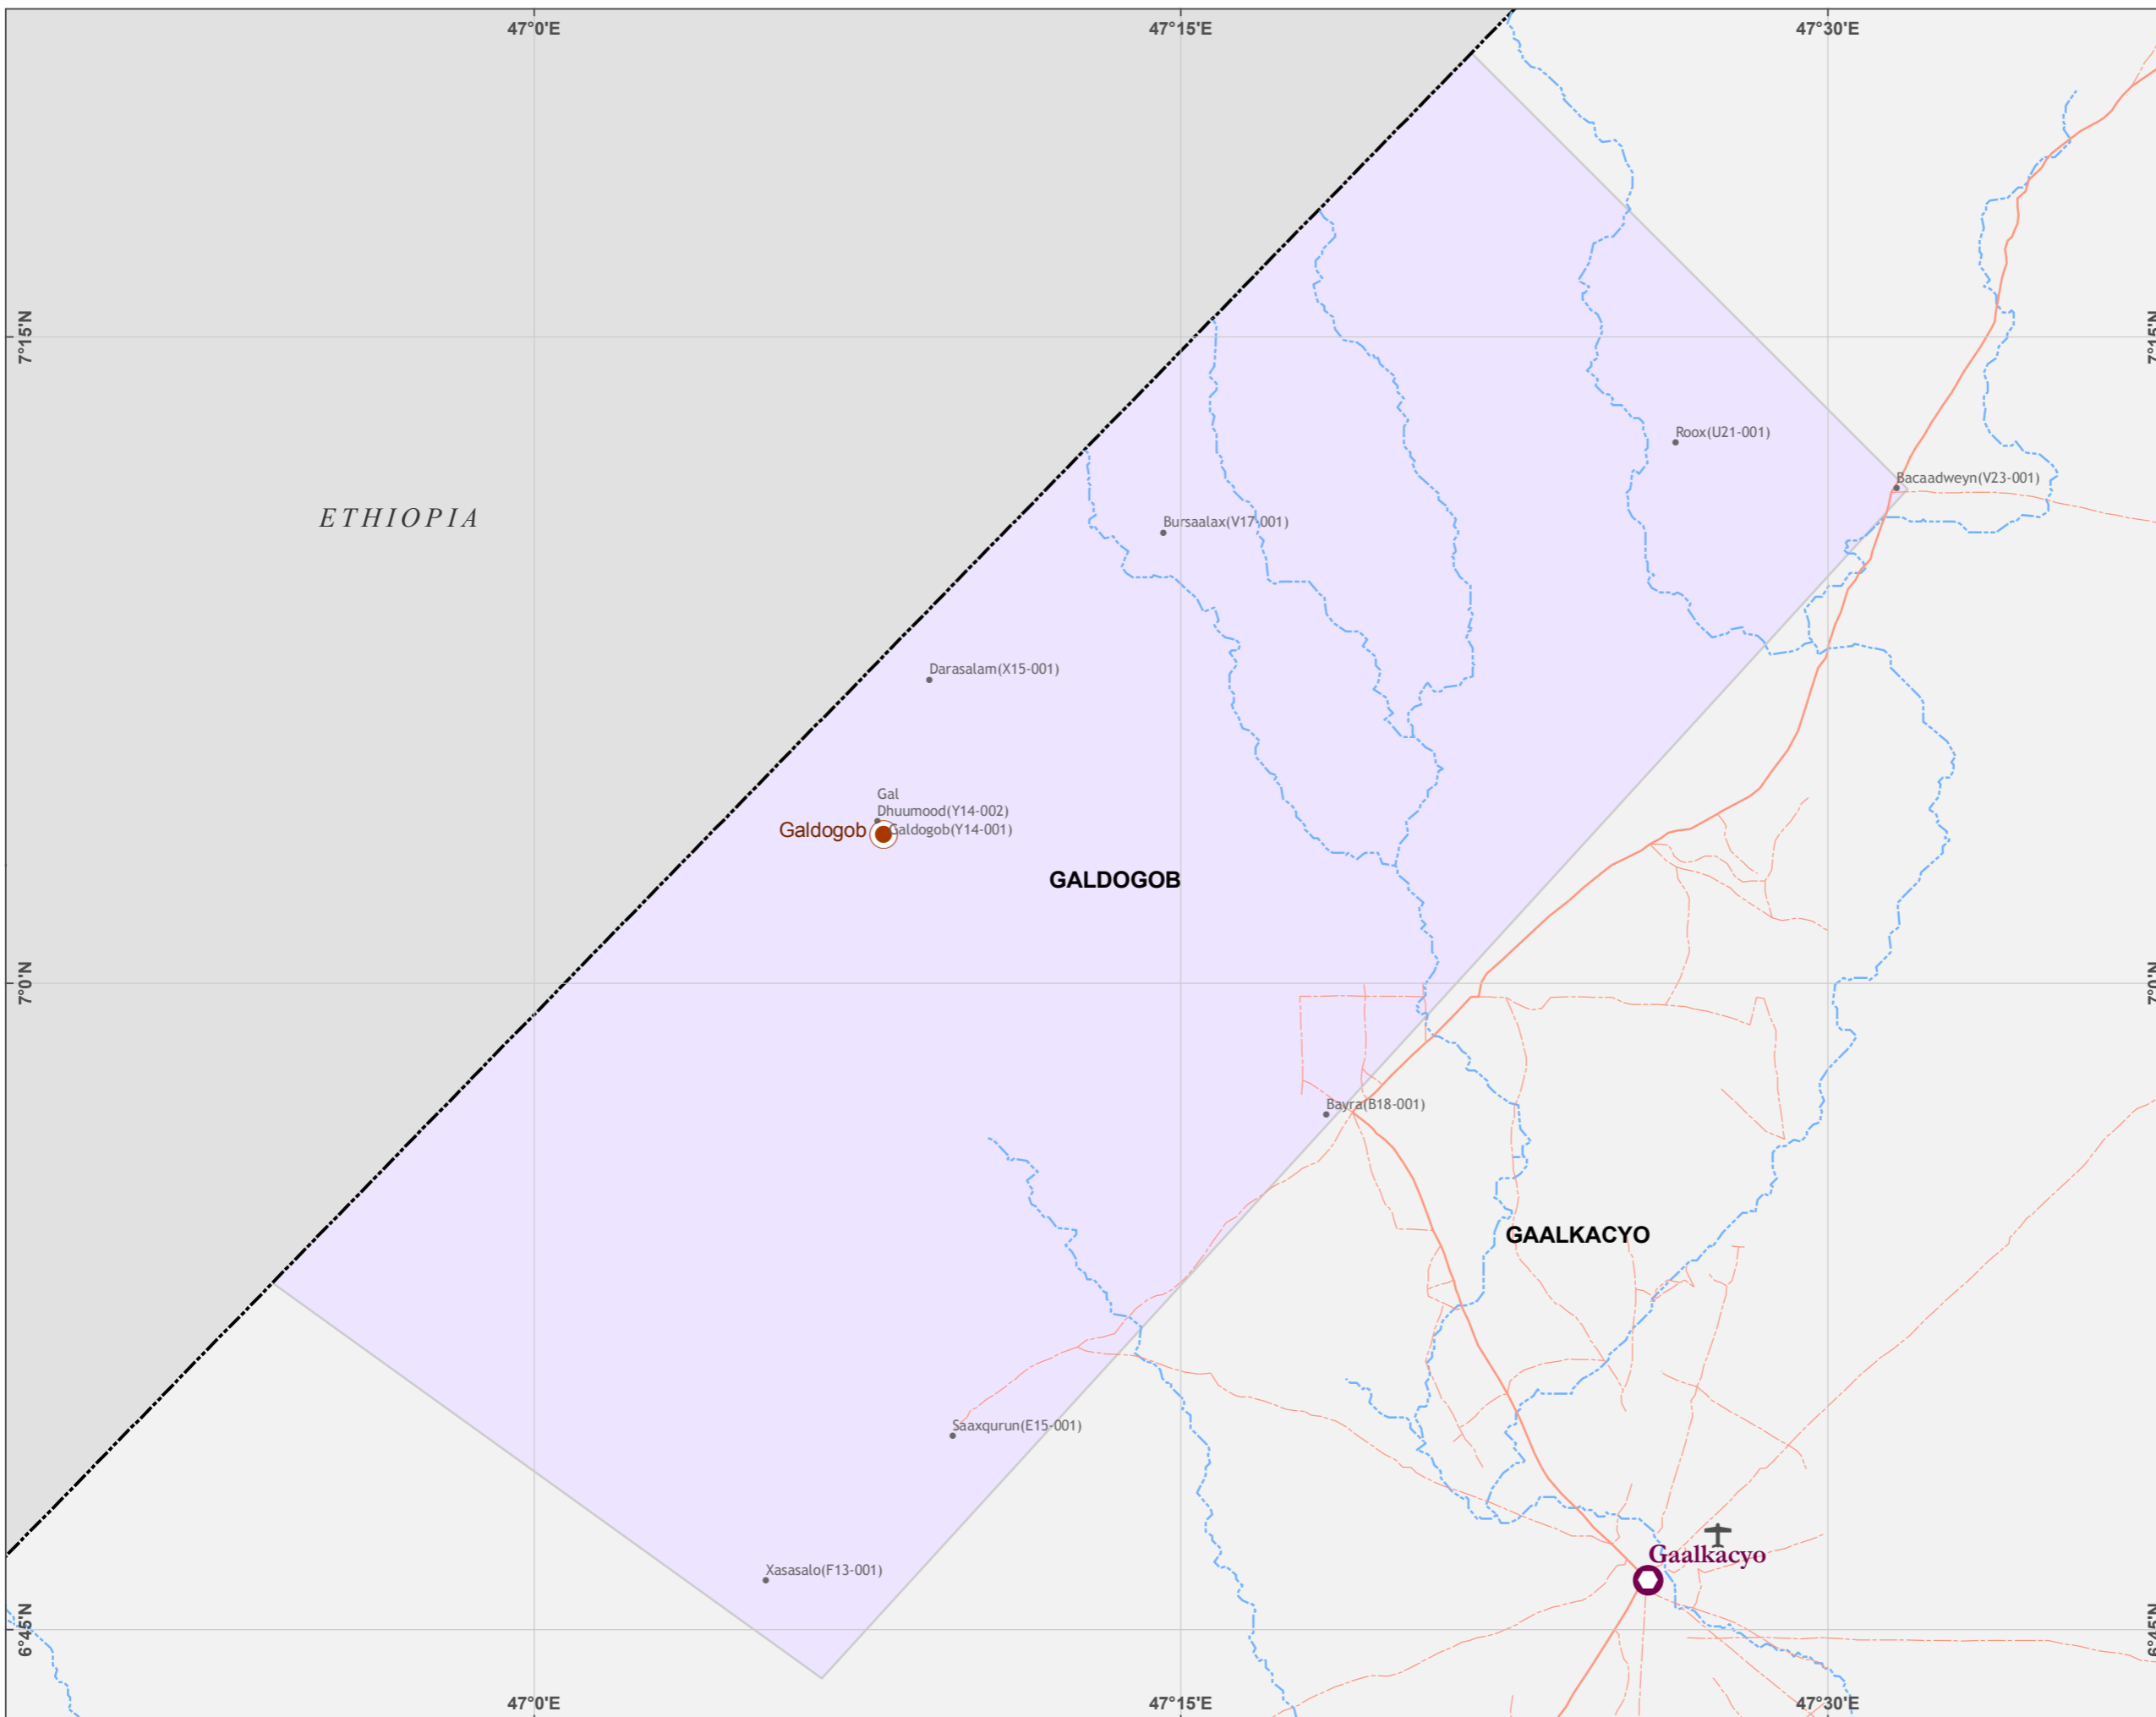 47°0'E
47°15'E
47°30'E
7°15'N
7°15'N
Roox(U21-001)
Bacaadweyn(V23-001)
ETHIOPIA
Bursaalax(V17-001)
Darasalam(X15-001)
Gal
Dhuumood(Y14-002)
Galdogob
Galdogob(Y14-001)
GALDOGOB
7°0'N
7°0'N
Bayra(B18-001)
GAALKACYO
Saaxqurun(E15-001)
Gaalkacyo
Xasasalo(F13-001)
6°45'N
6°45'N
47°0'E
47°15'E
47°30'E